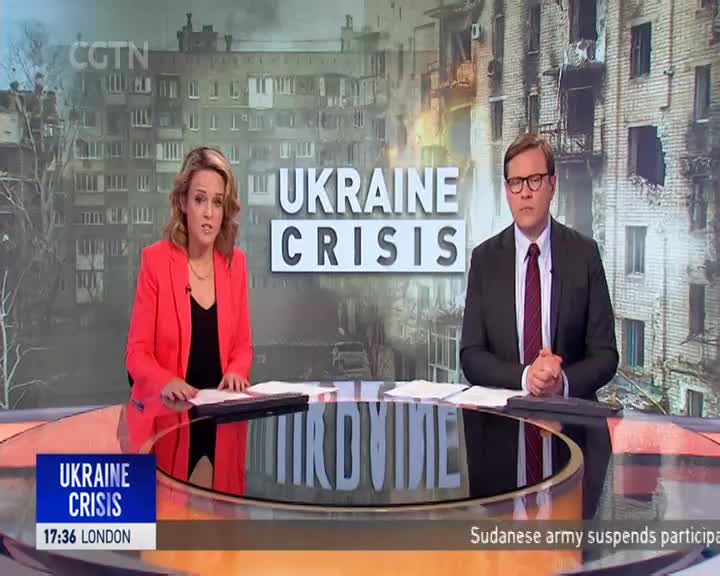 CGTN
UKRAINE
CRISIS
UKRAINE
CRISIS
17:36 LONDON
Sudanese army suspends participa